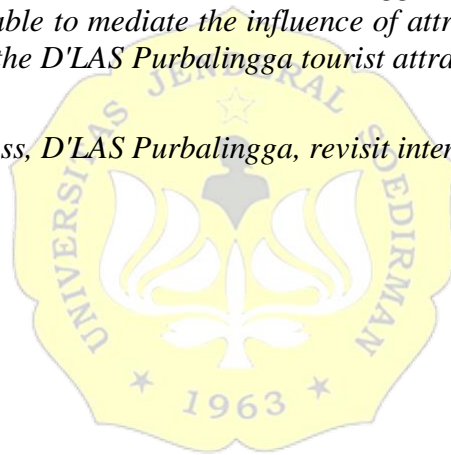 able to mediate the influence of attr
the D'LAS Purbalingga tourist attra
ss, D'LAS Purbalingga, revisit inter
UNIVERSITAS JENDERAL SOEDIRMAN
★ 1963 ★